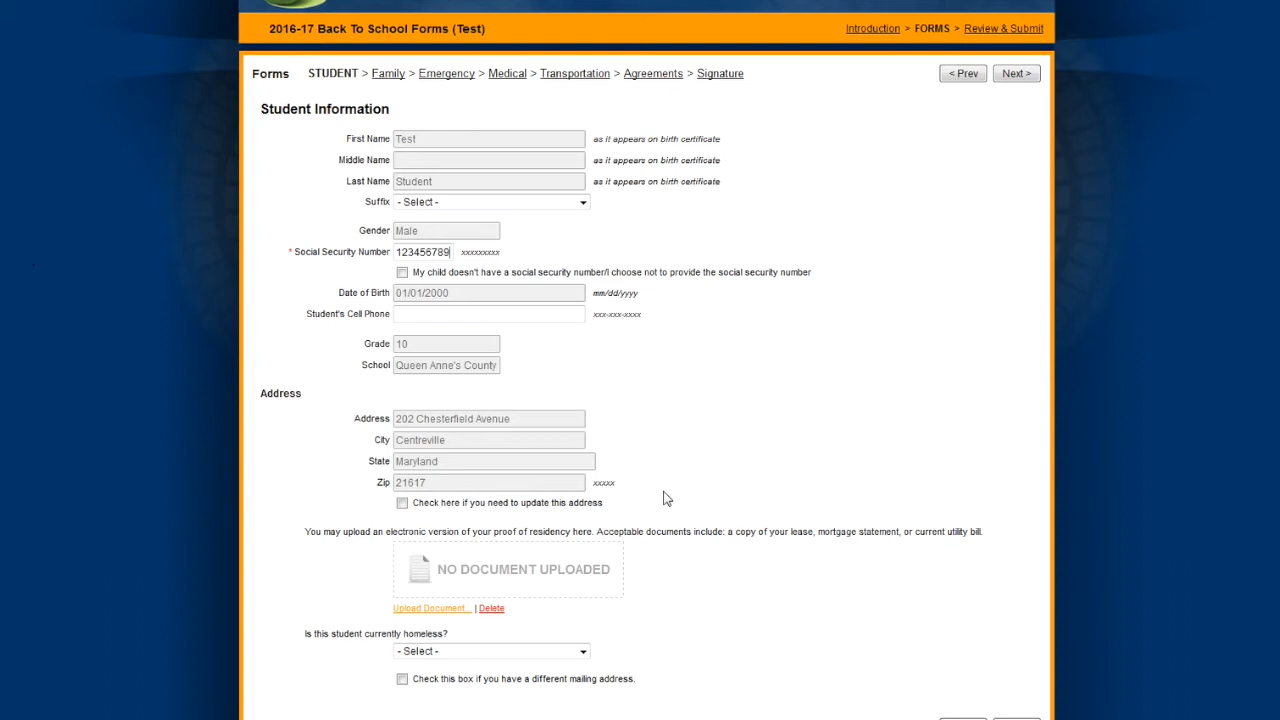 2016-17 Back To School Forms (Test) Introduction > FORMS > Review & Submit
Forms STUDENT > Family > Emergency > Medical > Transportation > Agreements > Signature < Prev Next >
Student Information
First Name Test as it appears on birth certificate
Middle Name as it appears on birth certificate
Last Name Student as it appears on birth certificate
Suffix - Select -
Gender Male
* Social Security Number 123456789 xxxxxxxxx
My child doesn't have a social security number/I choose not to provide the social security number
Date of Birth 01/01/2000 mm/dd/yyyy
Student's Cell Phone xxx-xxx-xxxx
Grade 10
School Queen Anne's County
Address
Address 202 Chesterfield Avenue
City Centreville
State Maryland
Zip 21617 xxxxx
Check here if you need to update this address
You may upload an electronic version of your proof of residency here. Acceptable documents include: a copy of your lease, mortgage statement, or current utility bill.
NO DOCUMENT UPLOADED
Upload Document... | Delete
Is this student currently homeless?
- Select -
Check this box if you have a different mailing address.